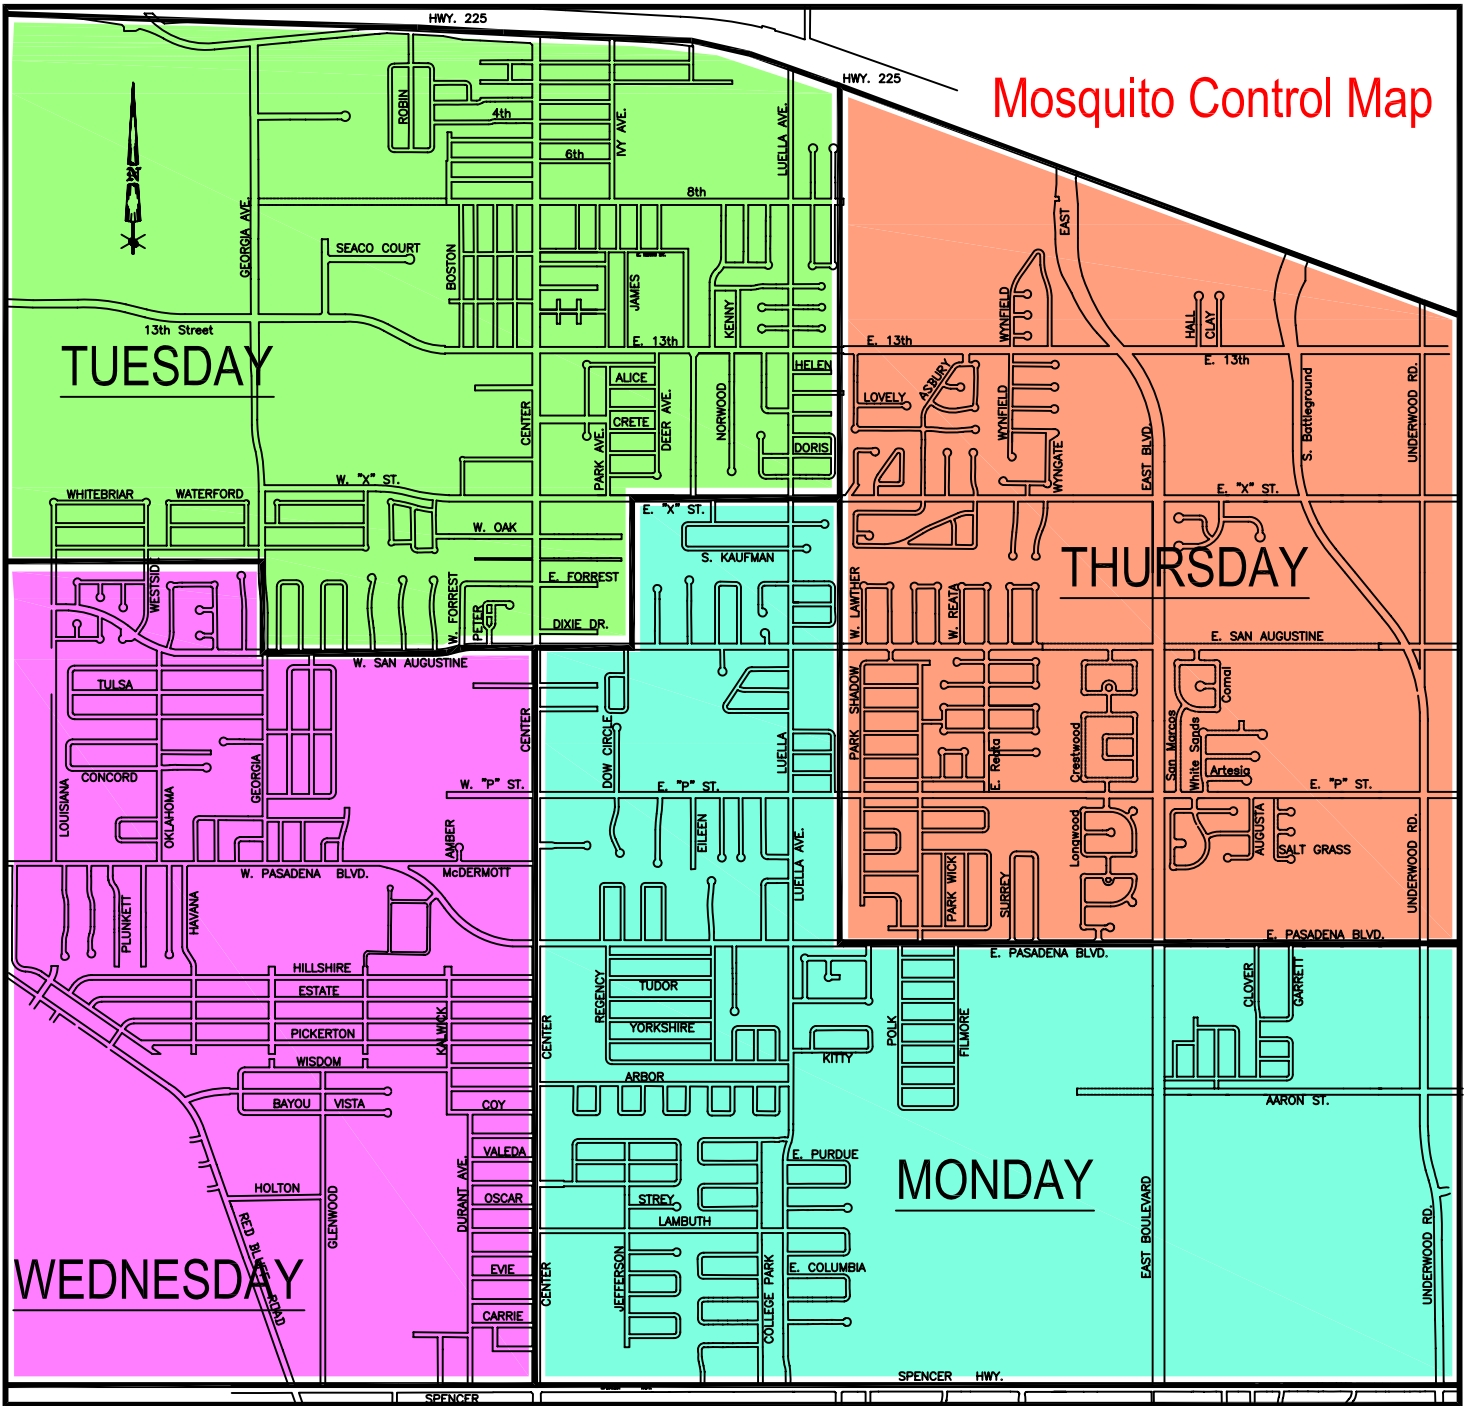 HWY. 225
HWY. 225
Mosquito Control Map
ROBIN
4th
IVY AVE.
LUELLA AVE.
6th
8th
GEORGIA AVE.
SEACO COURT
BOSTON
EAST
JAMES
KENNY
WYNFIELD
HALL
CLAY
13th Street
E. 13th
E. 13th
E. 13th
TUESDAY
HELEN
ALICE
ASBURY
LOVELY
CENTER
CRETE
DEER AVE.
NORWOOD
WYNFIELD
S. Battleground
UNDERWOOD RD.
DORIS
PARK AVE.
WYNGATE
EAST BLVD.
W. "X" ST.
E. "X" ST.
WHITEBRIAR
WATERFORD
E. "X" ST.
W. OAK
S. KAUFMAN
WESTSIDE
E. FORREST
THURSDAY
W. FORREST
PETER
DIXIE DR.
W. LAWTHER
W. REATA
E. SAN AUGUSTINE
W. SAN AUGUSTINE
TULSA
PARK SHADOW
Comal
CENTER
DOW CIRCLE
LUELLA
Crestwood
San Marcos
White Sands
E. Reata
CONCORD
GEORGIA
Artesia
W. "P" ST.
E. "P" ST.
E. "P" ST.
LOUISIANA
OKLAHOMA
AMBER
EILEEN
LUELLA AVE.
Longwood
AUGUSTA
SALT GRASS
UNDERWOOD RD.
W. PASADENA BLVD.
McDERMOTT
PARK WICK
SURREY
PLUNKETT
HAVANA
E. PASADENA BLVD.
E. PASADENA BLVD.
HILLSHIRE
ESTATE
REGENCY
TUDOR
CLOVER
GARRETT
PICKERTON
KALWICK
CENTER
YORKSHIRE
POLK
FILMORE
WISDOM
KITTY
ARBOR
BAYOU VISTA
COY
AARON ST.
VALEDA
E. PURDUE
MONDAY
DURANT AVE.
HOLTON
OSCAR
STREY
LAMBUTH
GLENWOOD
EAST BOULEVARD
UNDERWOOD RD.
RED BLUFF ROAD
WEDNESDAY
EVIE
CENTER
JEFFERSON
COLLEGE PARK
E. COLUMBIA
CARRIE
SPENCER HWY.
SPENCER